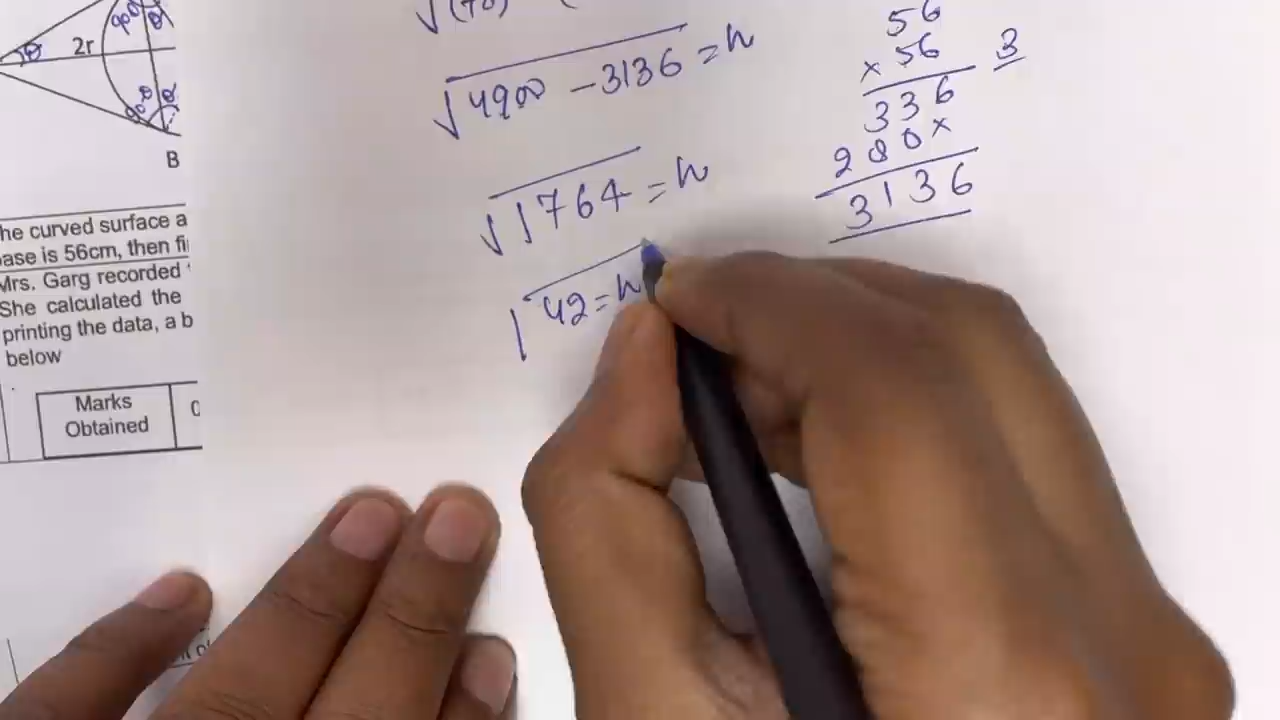 2r
θ
B
he curved surface a
ase is 56cm, then fi
Mrs. Garg recorded
She calculated the
printing the data, a b
below
Marks
Obtained
√4900 - 3136 = h
√1764 = h
42 = h
56
× 56
3
336
280×
3136